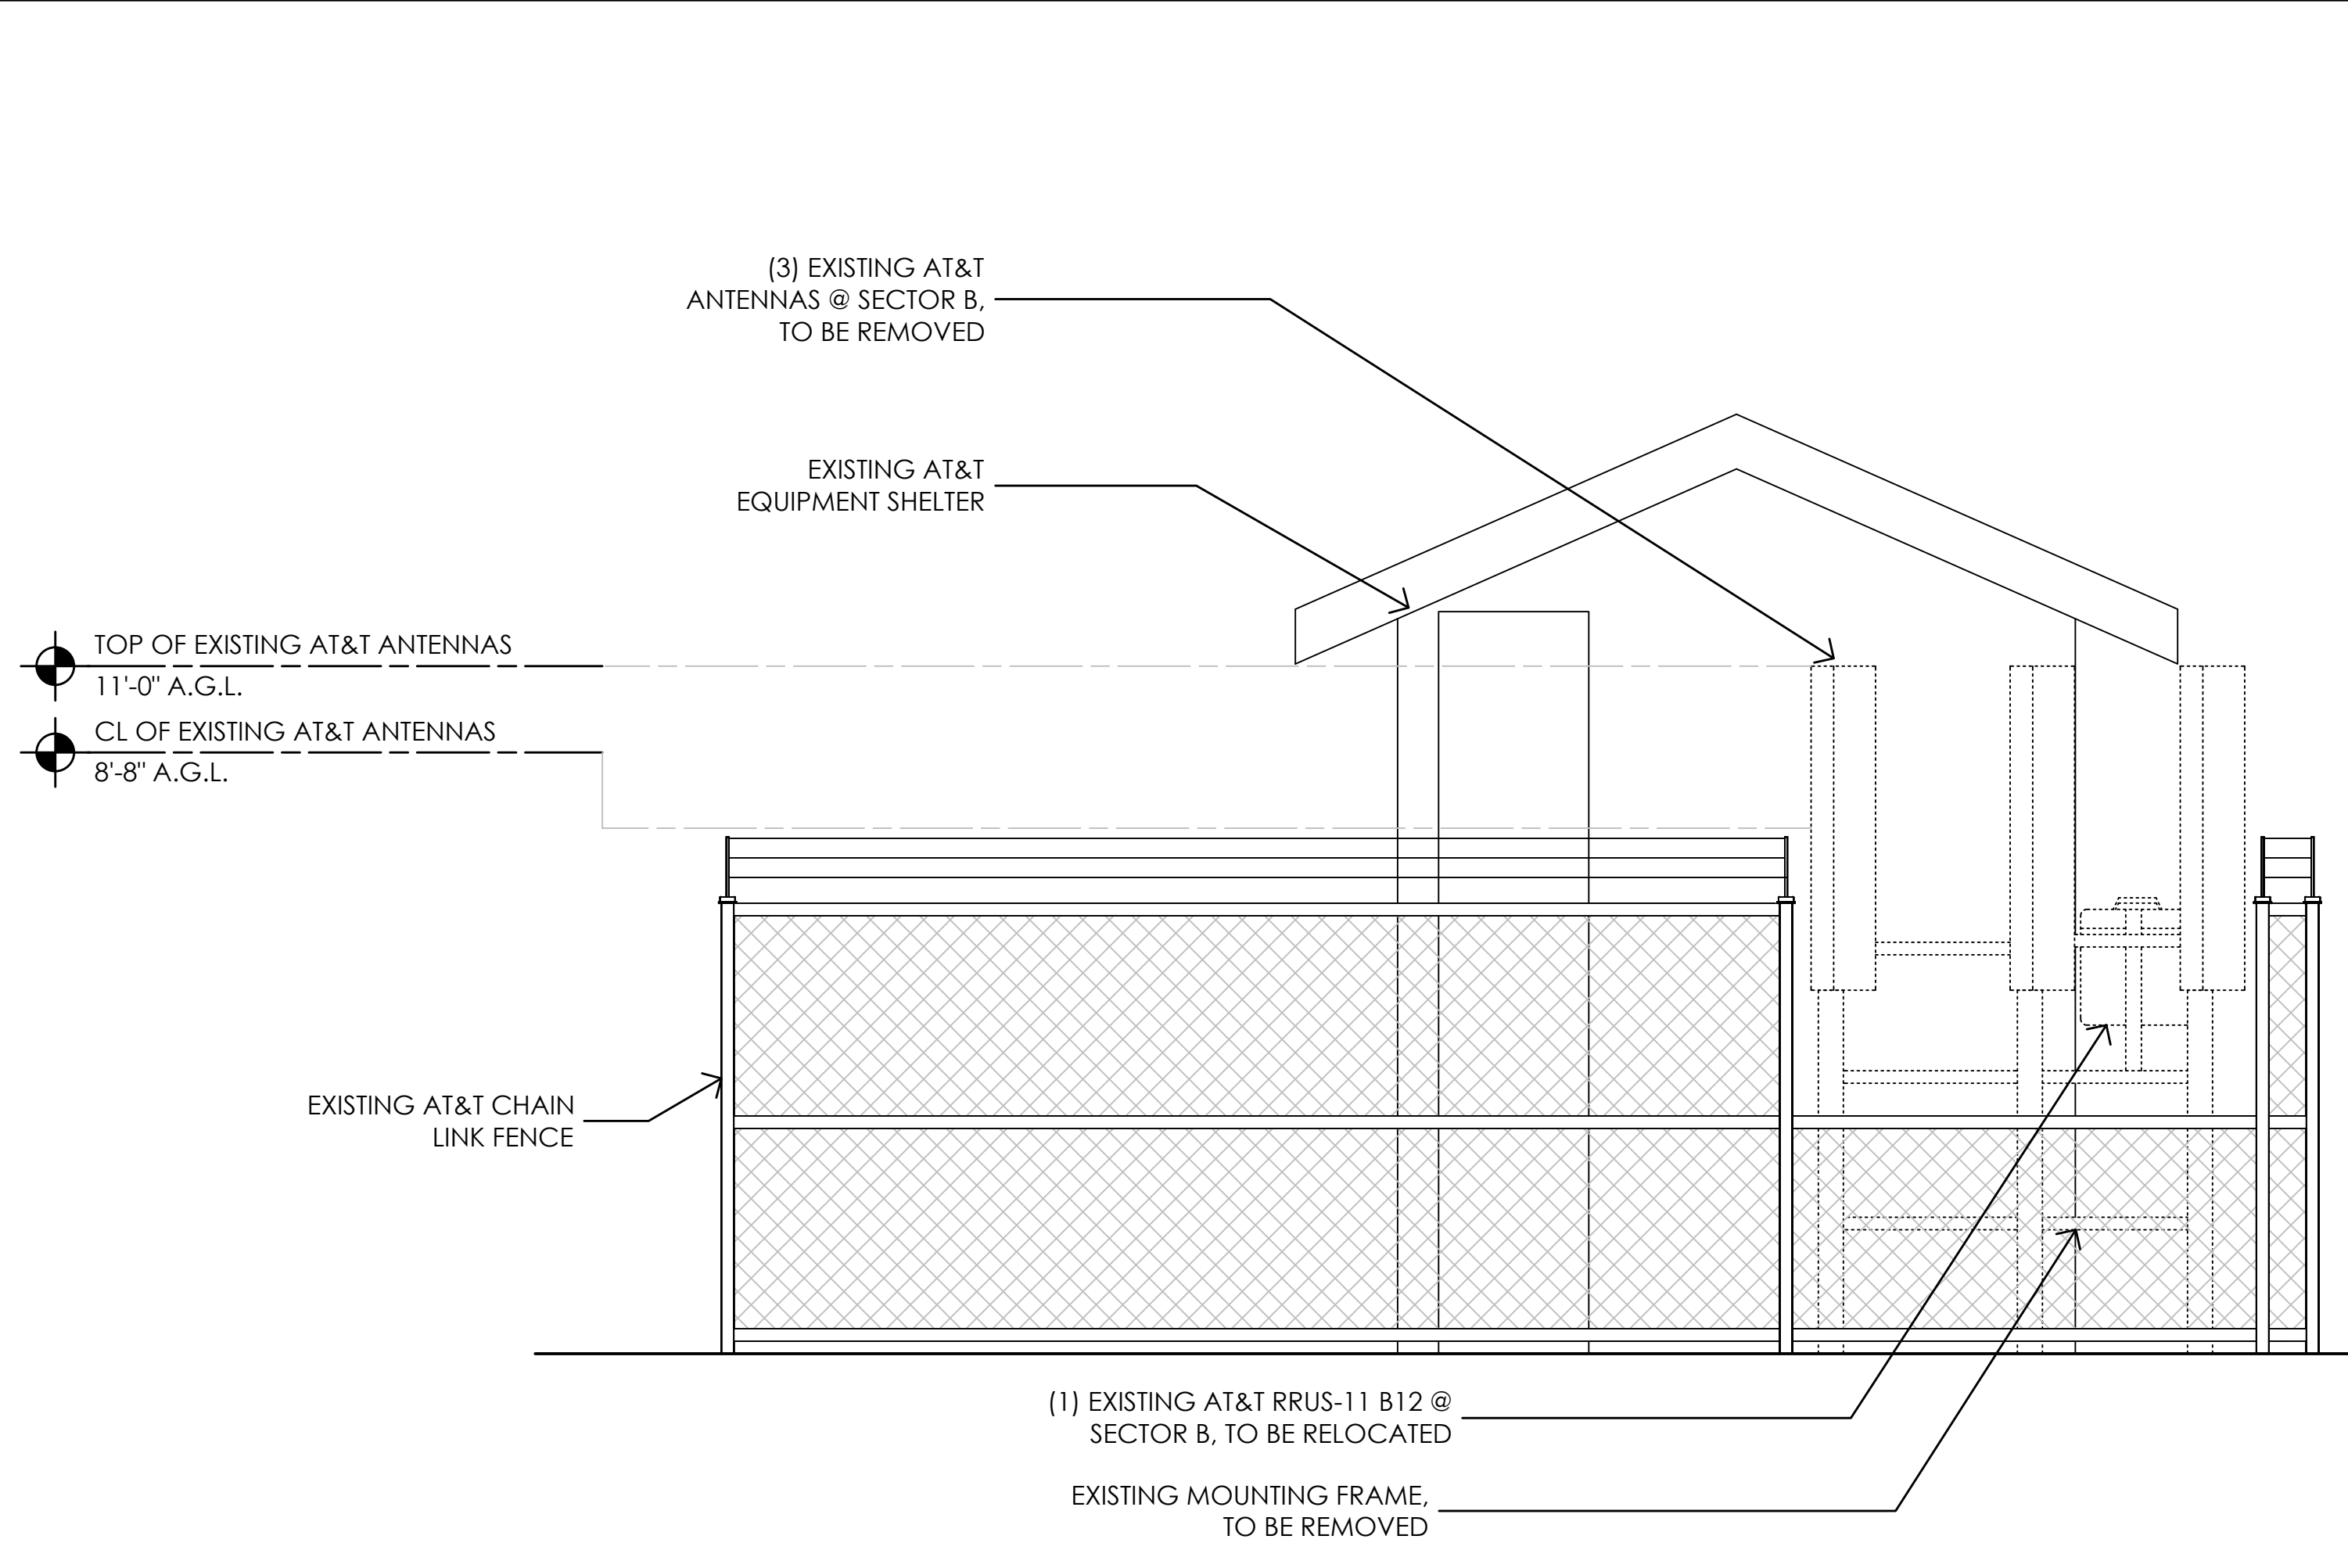 (3) EXISTING AT&T
ANTENNAS @ SECTOR B,
TO BE REMOVED
EXISTING AT&T
EQUIPMENT SHELTER
TOP OF EXISTING AT&T ANTENNAS
11'-0" A.G.L.
CL OF EXISTING AT&T ANTENNAS
8'-8" A.G.L.
EXISTING AT&T CHAIN
LINK FENCE
(1) EXISTING AT&T RRUS-11 B12 @
SECTOR B, TO BE RELOCATED
EXISTING MOUNTING FRAME,
TO BE REMOVED